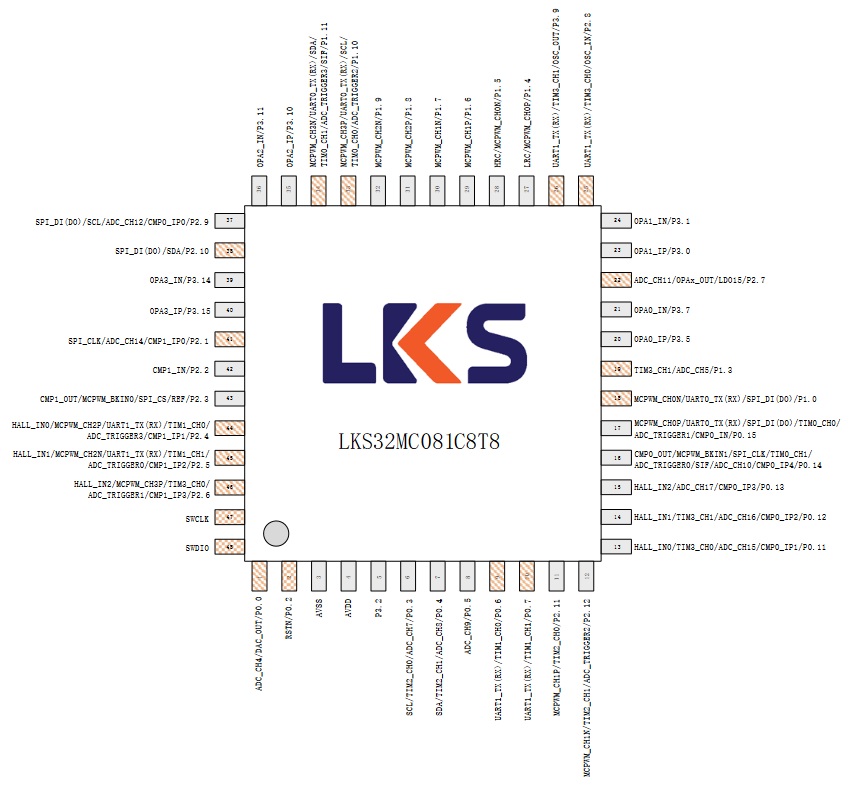 OPA2_IN/P3.11
OPA2_IP/P3.10
MCPWM_CH3N/UART0_TX(RX)/SDA/
TIM0_CH1/ADC_TRIGGER3/SIF/P1.11
MCPWM_CH3P/UART0_TX(RX)/SCL/
TIM0_CH0/ADC_TRIGGER2/P1.10
MCPWM_CH2N/P1.9
MCPWM_CH2P/P1.8
MCPWM_CH1N/P1.7
MCPWM_CH1P/P1.6
HRC/MCPWM_CH0N/P1.5
LRC/MCPWM_CH0P/P1.4
UART1_TX(RX)/TIM3_CH1/OSC_OUT/P3.9
UART1_TX(RX)/TIM3_CH0/OSC_IN/P2.8
36
35
34
33
32
31
30
29
28
27
26
25
SPI_DI(DO)/SCL/ADC_CH12/CMP0_IP0/P2.9
37
SPI_DI(DO)/SDA/P2.10
38
OPA3_IN/P3.14
39
OPA3_IP/P3.15
40
SPI_CLK/ADC_CH14/CMP1_IP0/P2.1
41
CMP1_IN/P2.2
42
CMP1_OUT/MCPWM_BKIN0/SPI_CS/REF/P2.3
43
HALL_IN0/MCPWM_CH2P/UART1_TX(RX)/TIM1_CH0/
ADC_TRIGGER3/CMP1_IP1/P2.4
44
HALL_IN1/MCPWM_CH2N/UART1_TX(RX)/TIM1_CH1/
ADC_TRIGGER0/CMP1_IP2/P2.5
45
HALL_IN2/MCPWM_CH3P/TIM3_CH0/
ADC_TRIGGER1/CMP1_IP3/P2.6
46
SWCLK
47
SWDIO
48
LKS
LKS32MC081C8T8
24
OPA1_IN/P3.1
23
OPA1_IP/P3.0
22
ADC_CH11/OPAx_OUT/LDO15/P2.7
21
OPA0_IN/P3.7
20
OPA0_IP/P3.5
19
TIM3_CH1/ADC_CH5/P1.3
18
MCPWM_CH0N/UART0_TX(RX)/SPI_DI(DO)/P1.0
17
MCPWM_CH0P/UART0_TX(RX)/SPI_DI(DO)/TIM0_CH0/
ADC_TRIGGER1/CMP0_IN/P0.15
16
CMP0_OUT/MCPWM_BKIN1/SPI_CLK/TIM0_CH1/
ADC_TRIGGER0/SIF/ADC_CH10/CMP0_IP4/P0.14
15
HALL_IN2/ADC_CH17/CMP0_IP3/P0.13
14
HALL_IN1/TIM3_CH1/ADC_CH16/CMP0_IP2/P0.12
13
HALL_IN0/TIM3_CH0/ADC_CH15/CMP0_IP1/P0.11
1
2
3
4
5
6
7
8
9
10
11
12
ADC_CH4/DAC_OUT/P0.0
RSTN/P0.2
AVSS
AVDD
P3.2
SCL/TIM2_CH0/ADC_CH7/P0.3
SDA/TIM2_CH1/ADC_CH8/P0.4
ADC_CH9/P0.5
UART1_TX(RX)/TIM1_CH0/P0.6
UART1_TX(RX)/TIM1_CH1/P0.7
MCPWM_CH1P/TIM2_CH0/P2.11
MCPWM_CH1N/TIM2_CH1/ADC_TRIGGER2/P2.12